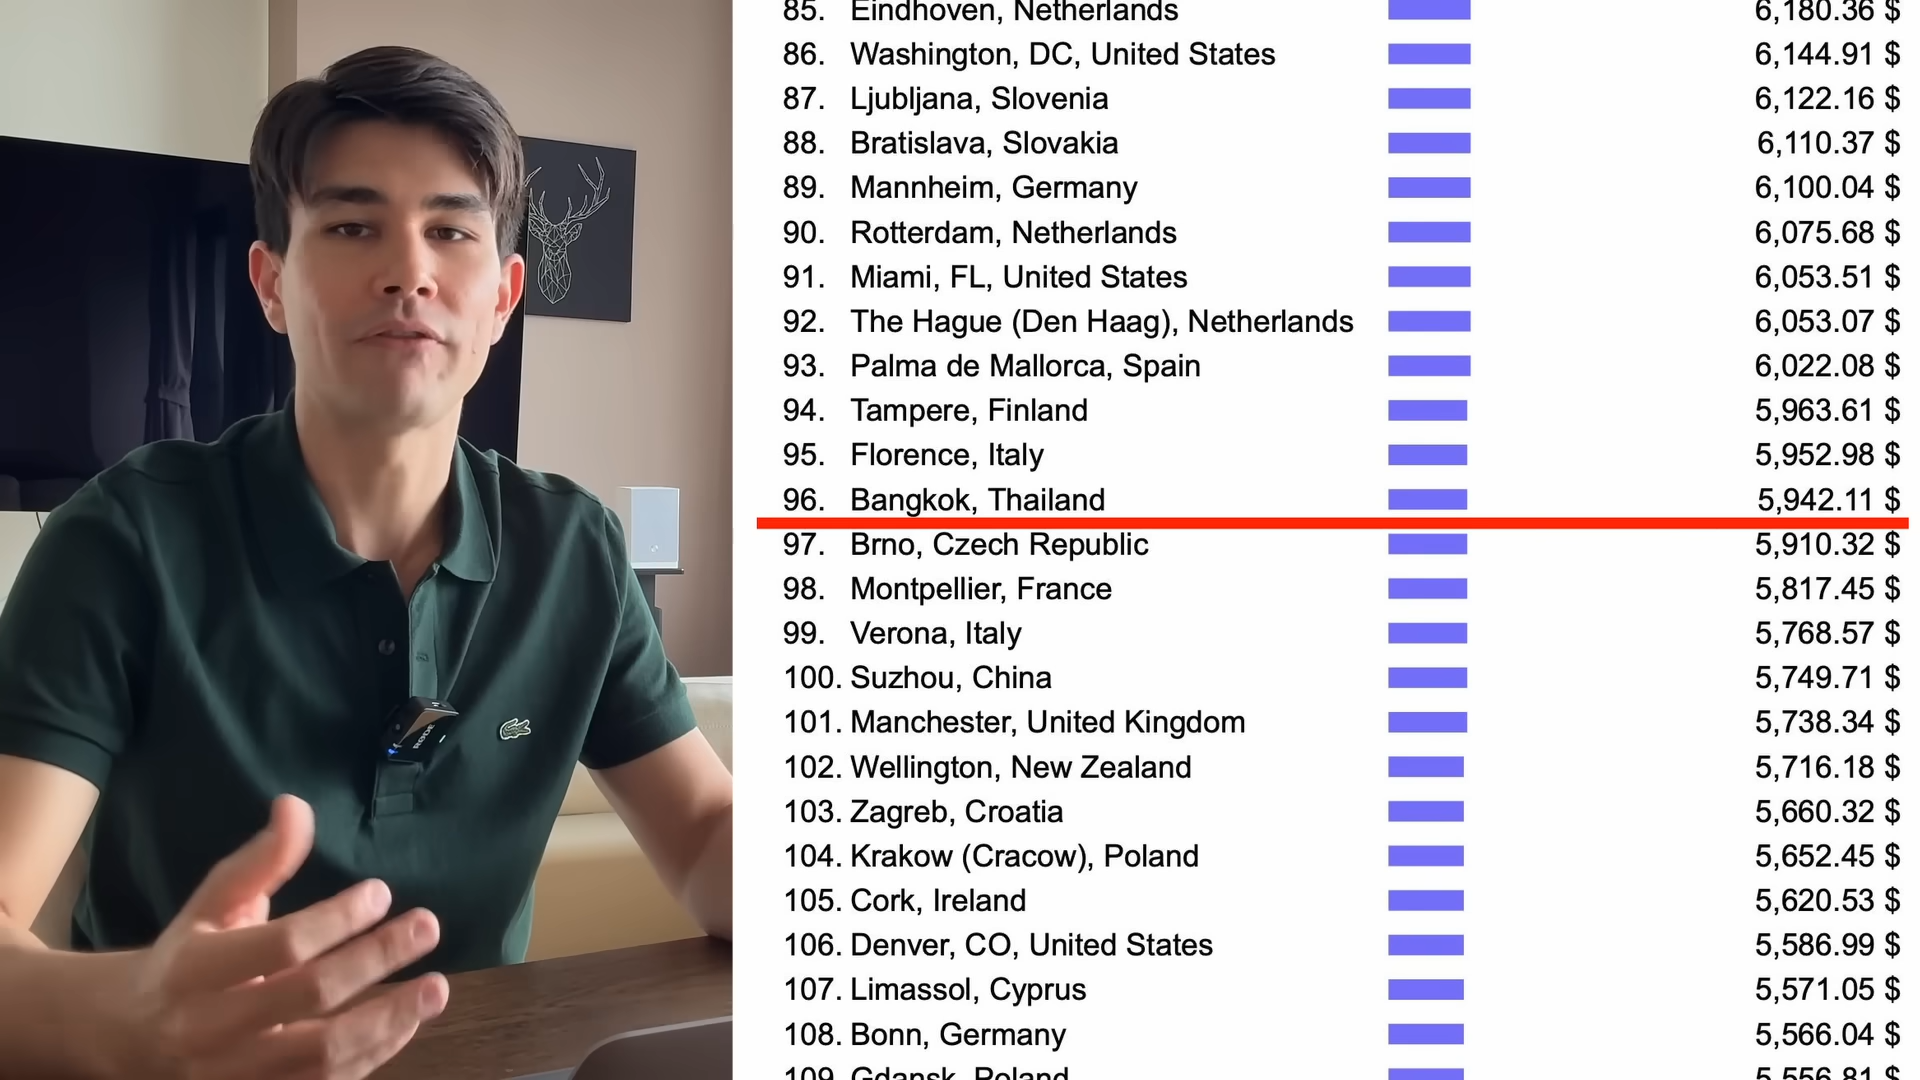 85. Eindhoven, Netherlands 6,180.36 $
86. Washington, DC, United States 6,144.91 $
87. Ljubljana, Slovenia 6,122.16 $
88. Bratislava, Slovakia 6,110.37 $
89. Mannheim, Germany 6,100.04 $
90. Rotterdam, Netherlands 6,075.68 $
91. Miami, FL, United States 6,053.51 $
92. The Hague (Den Haag), Netherlands 6,053.07 $
93. Palma de Mallorca, Spain 6,022.08 $
94. Tampere, Finland 5,963.61 $
95. Florence, Italy 5,952.98 $
96. Bangkok, Thailand 5,942.11 $
97. Brno, Czech Republic 5,910.32 $
98. Montpellier, France 5,817.45 $
99. Verona, Italy 5,768.57 $
100. Suzhou, China 5,749.71 $
101. Manchester, United Kingdom 5,738.34 $
102. Wellington, New Zealand 5,716.18 $
103. Zagreb, Croatia 5,660.32 $
104. Krakow (Cracow), Poland 5,652.45 $
105. Cork, Ireland 5,620.53 $
106. Denver, CO, United States 5,586.99 $
107. Limassol, Cyprus 5,571.05 $
108. Bonn, Germany 5,566.04 $
109. Gdansk, Poland 5,556.81 $
RØDE